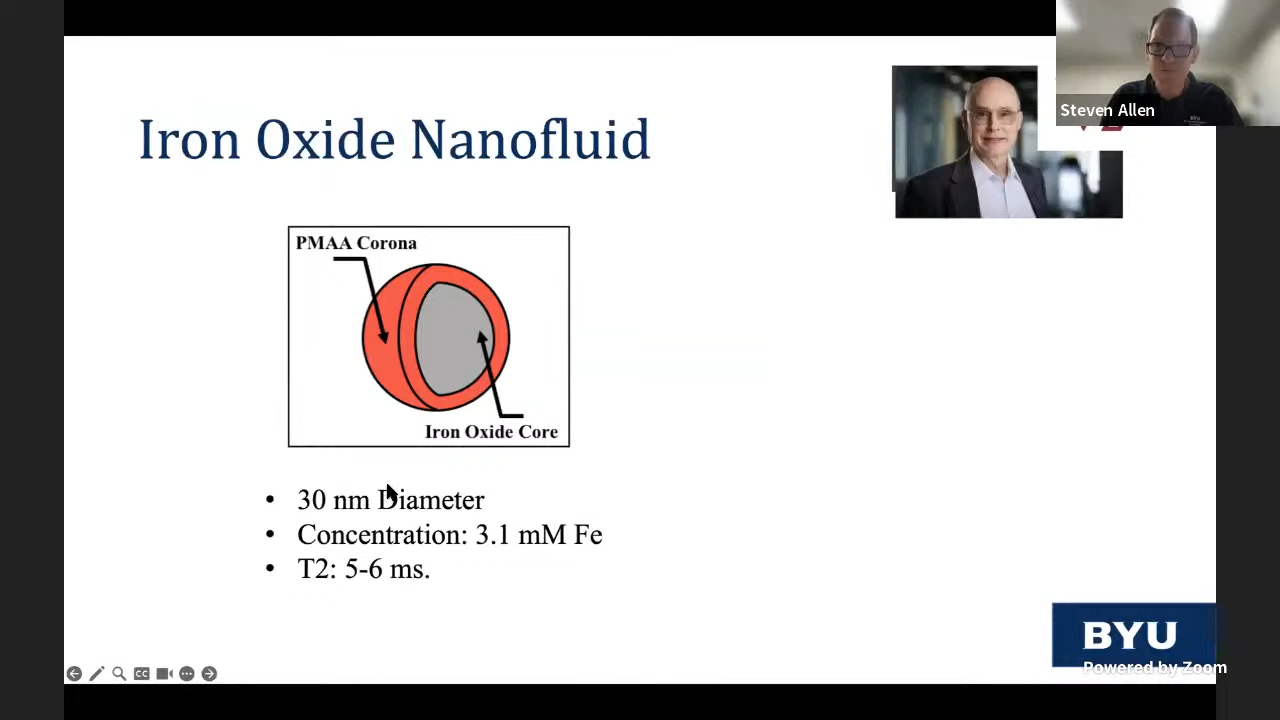 Steven Allen
Iron Oxide Nanofluid
PMAA Corona
Iron Oxide Core
• 30 nm Diameter
• Concentration: 3.1 mM Fe
• T2: 5-6 ms.
BYU
Powered by Zoom
CC